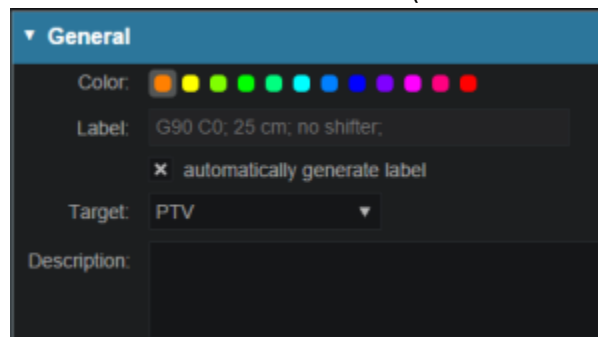 General
Color:
Label: G90 C0; 25 cm; no shifter;
automatically generate label
Target: PTV
Description: